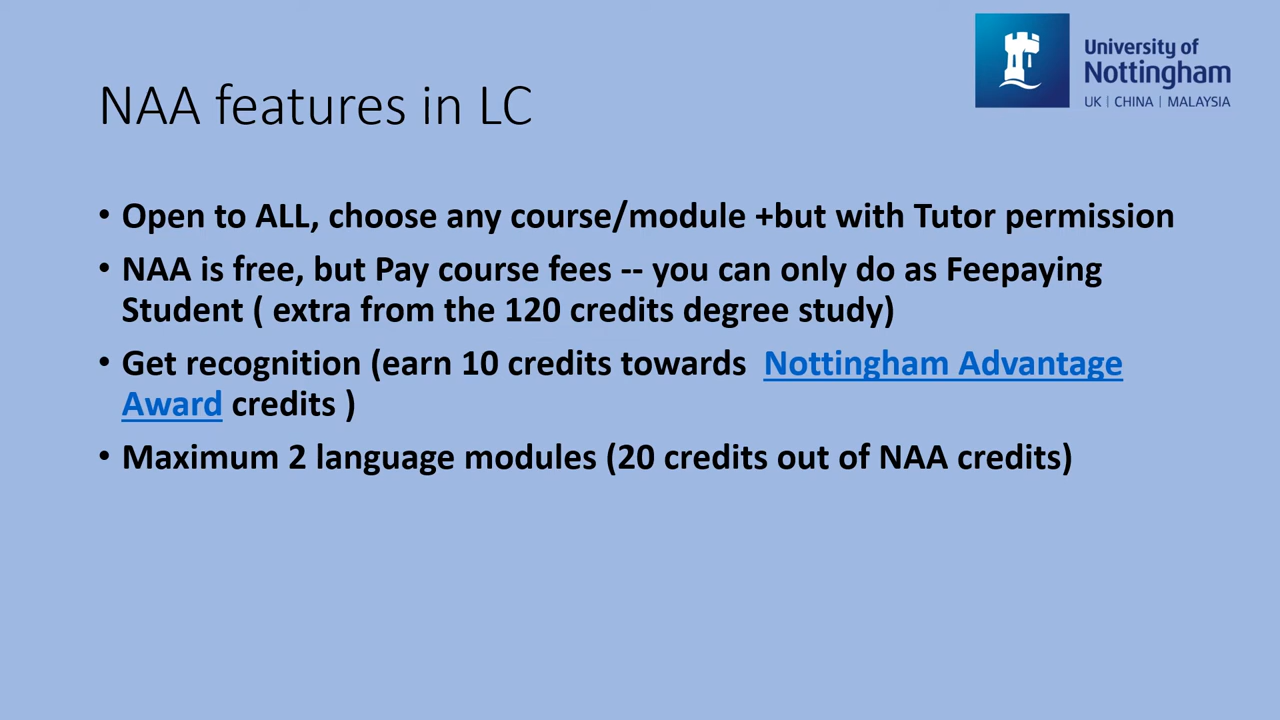 University of
Nottingham
UK | CHINA | MALAYSIA
NAA features in LC
• Open to ALL, choose any course/module +but with Tutor permission
• NAA is free, but Pay course fees -- you can only do as Feepaying
Student ( extra from the 120 credits degree study)
• Get recognition (earn 10 credits towards  Nottingham Advantage
Award credits )
• Maximum 2 language modules (20 credits out of NAA credits)